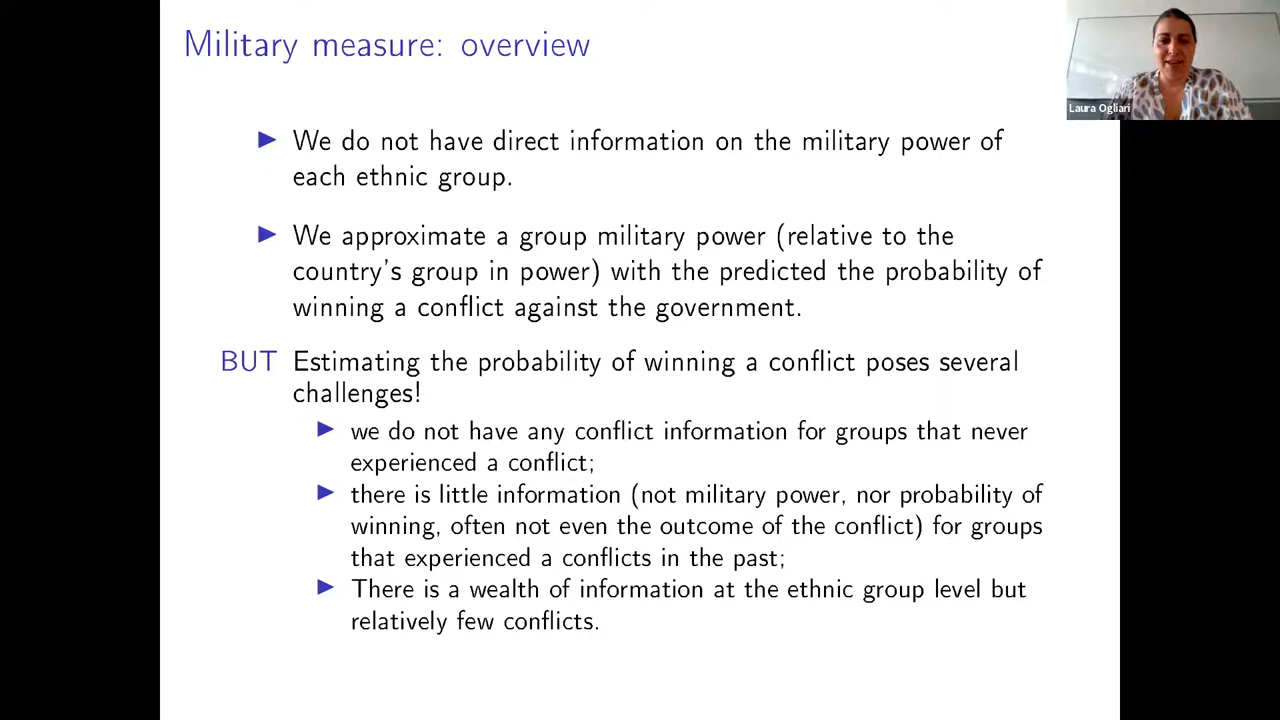 Military measure: overview
Laura Ogliari
We do not have direct information on the military power of
each ethnic group.
We approximate a group military power (relative to the
country's group in power) with the predicted the probability of
winning a conflict against the government.
BUT Estimating the probability of winning a conflict poses several
challenges!
we do not have any conflict information for groups that never
experienced a conflict;
there is little information (not military power, nor probability of
winning, often not even the outcome of the conflict) for groups
that experienced a conflicts in the past;
There is a wealth of information at the ethnic group level but
relatively few conflicts.